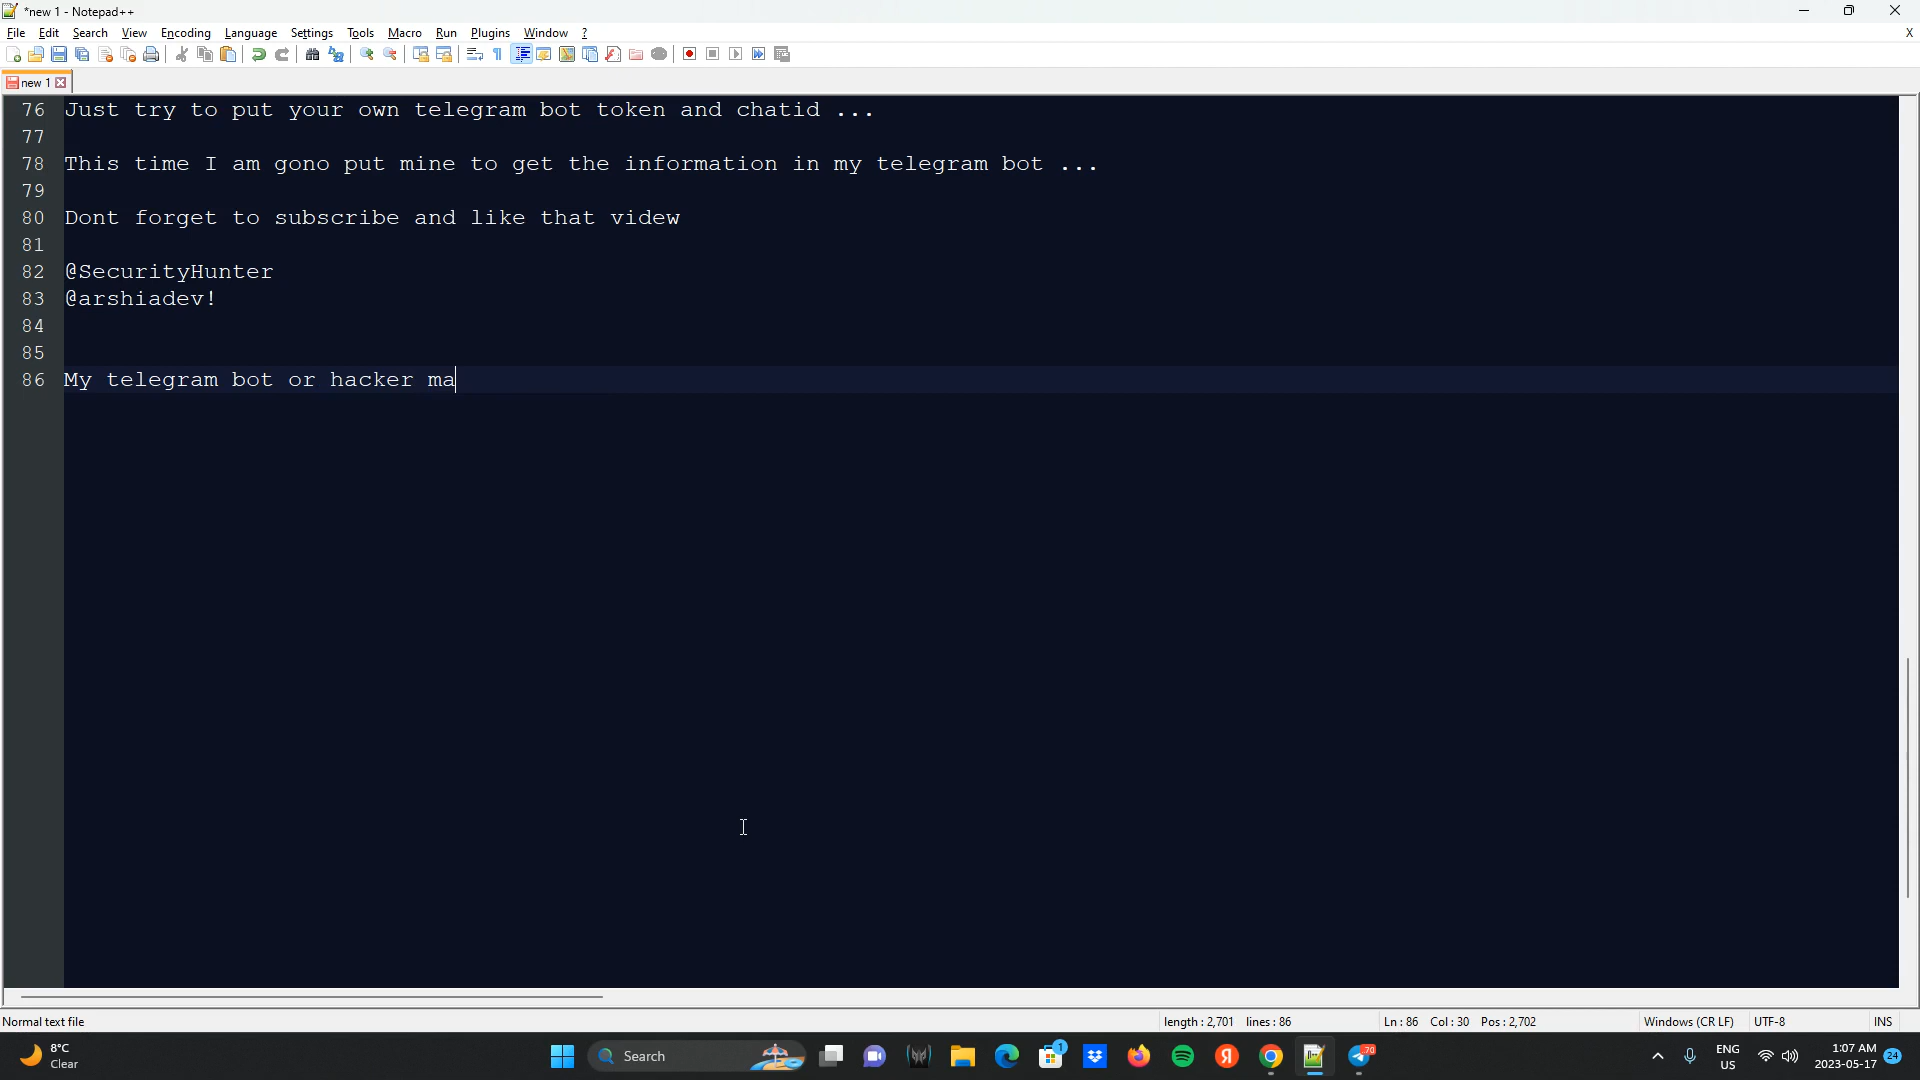 *new 1 - Notepad++
File Edit Search View Encoding Language Settings Tools Macro Run Plugins Window ? X
new 1
76 Just try to put your own telegram bot token and chatid ...
77
78 This time I am gono put mine to get the information in my telegram bot ...
79
80 Dont forget to subscribe and like that videw
81
82 @SecurityHunter
83 @arshiadev!
84
85
86 My telegram bot or hacker ma
Normal text file length : 2,701 lines : 86 Ln : 86 Col : 30 Pos : 2,702 Windows (CR LF) UTF-8 INS
8°C
Clear
Search
1
Я
70
ENG
US
1:07 AM
2023-05-17
24